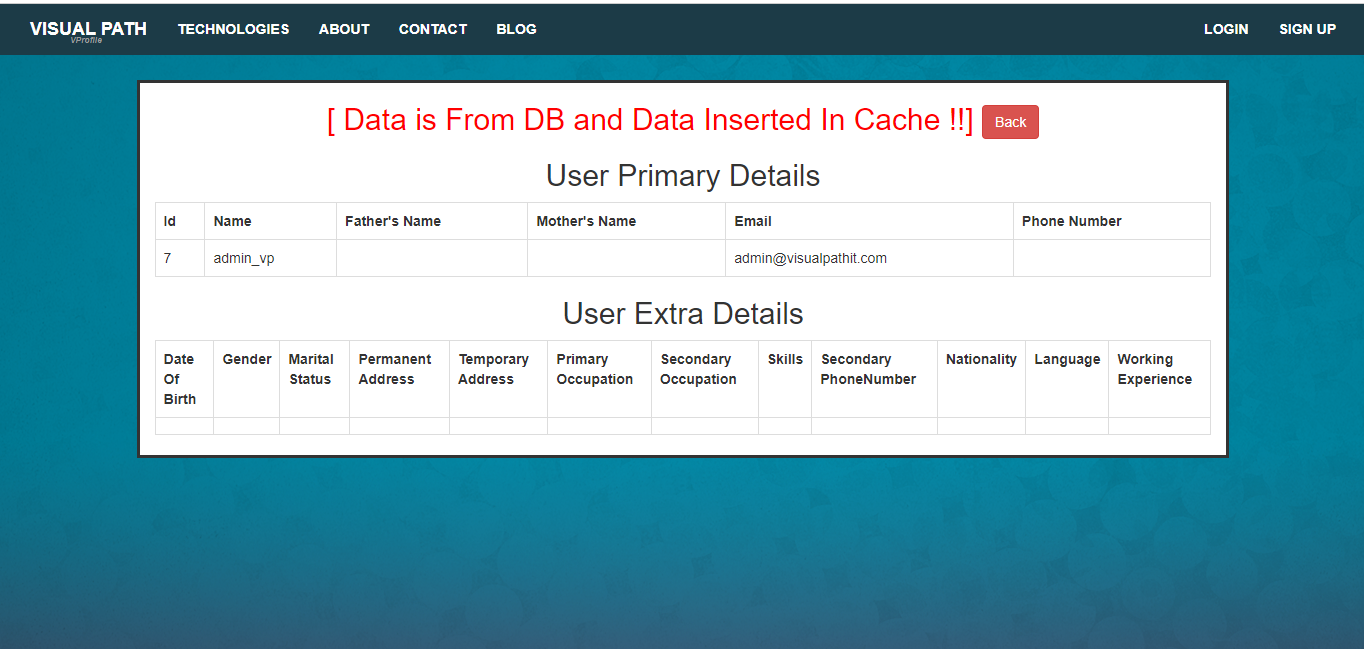 VISUAL PATH TECHNOLOGIES ABOUT CONTACT BLOG LOGIN SIGN UP
VProfile
[ Data is From DB and Data Inserted In Cache !!] Back
User Primary Details
Id Name Father's Name Mother's Name Email Phone Number
7 admin_vp admin@visualpathit.com
User Extra Details
Date Of Birth Gender Marital Status Permanent Address Temporary Address Primary Occupation Secondary Occupation Skills Secondary PhoneNumber Nationality Language Working Experience